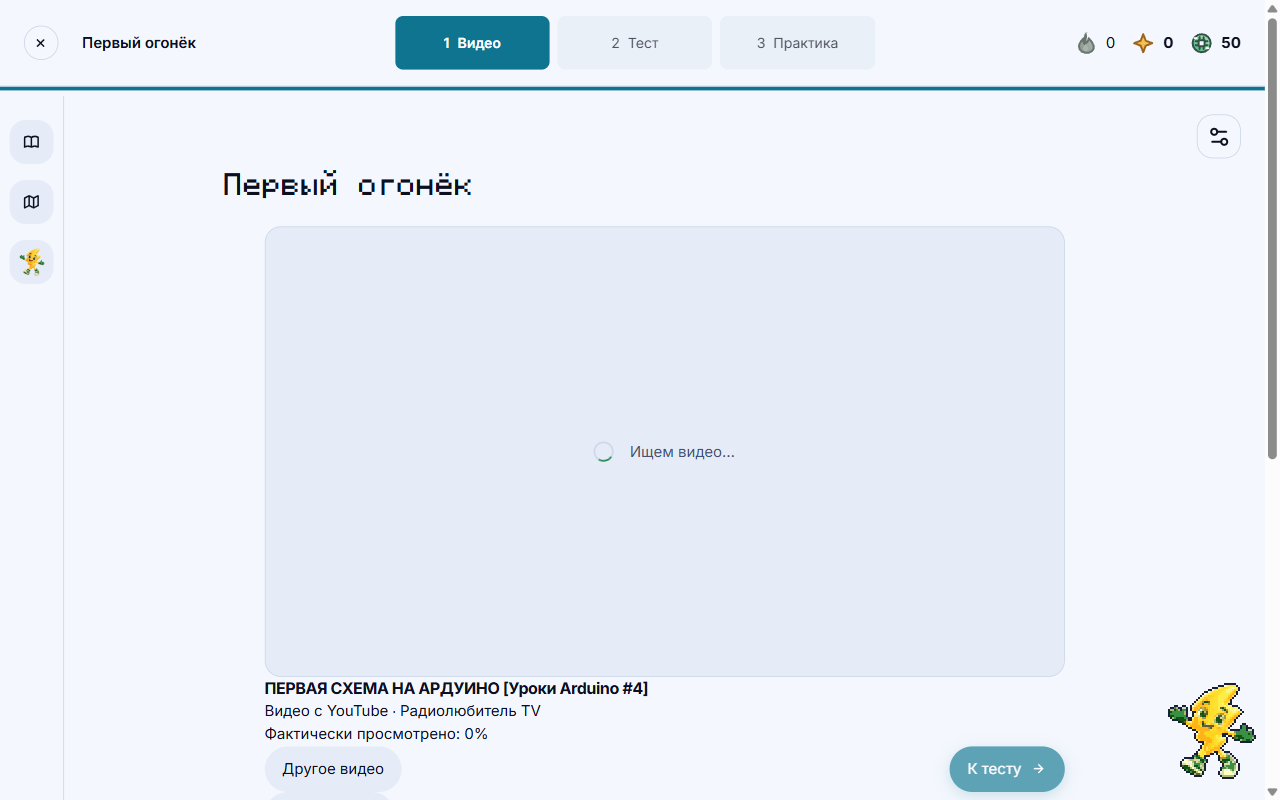 Первый огонёк
1 Видео
2 Тест
3 Практика
0
0
50
Первый огонёк
Ищем видео...
ПЕРВАЯ СХЕМА НА АРДУИНО [Уроки Arduino #4]
Видео с YouTube · Радиолюбитель TV
Фактически просмотрено: 0%
Другое видео
К тесту →